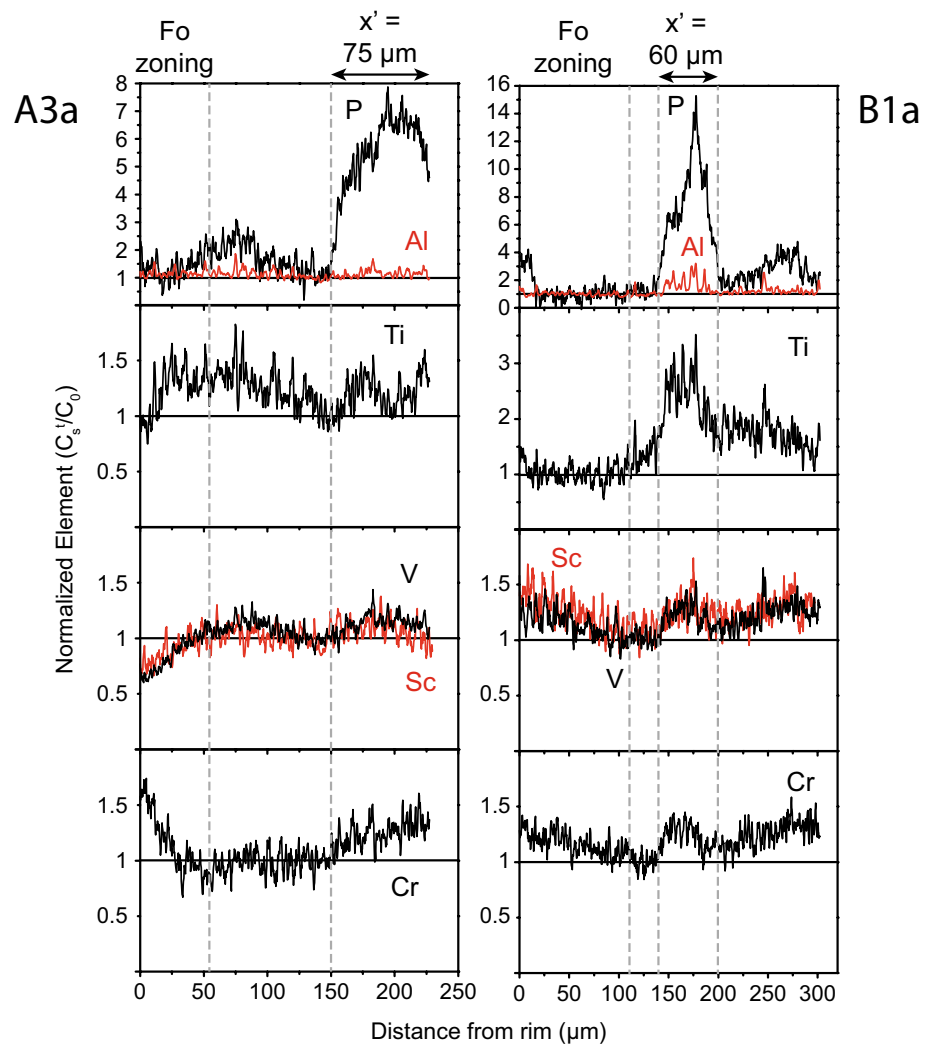 Fo
zoning
x' =
75 µm
Fo
zoning
x' =
60 µm
A3a
B1a
8
7
6
5
4
3
2
1
P
Al
16
14
12
10
8
6
4
2
0
P
Al
1.5
1
0.5
Ti
3
2
1
Ti
1.5
1
0.5
V
Sc
1.5
1
0.5
Sc
V
1.5
1
0.5
Cr
1.5
1
0.5
Cr
0 50 100 150 200 250
0 50 100 150 200 250 300
Normalized Element (Cₛᵗ/C₀)
Distance from rim (µm)